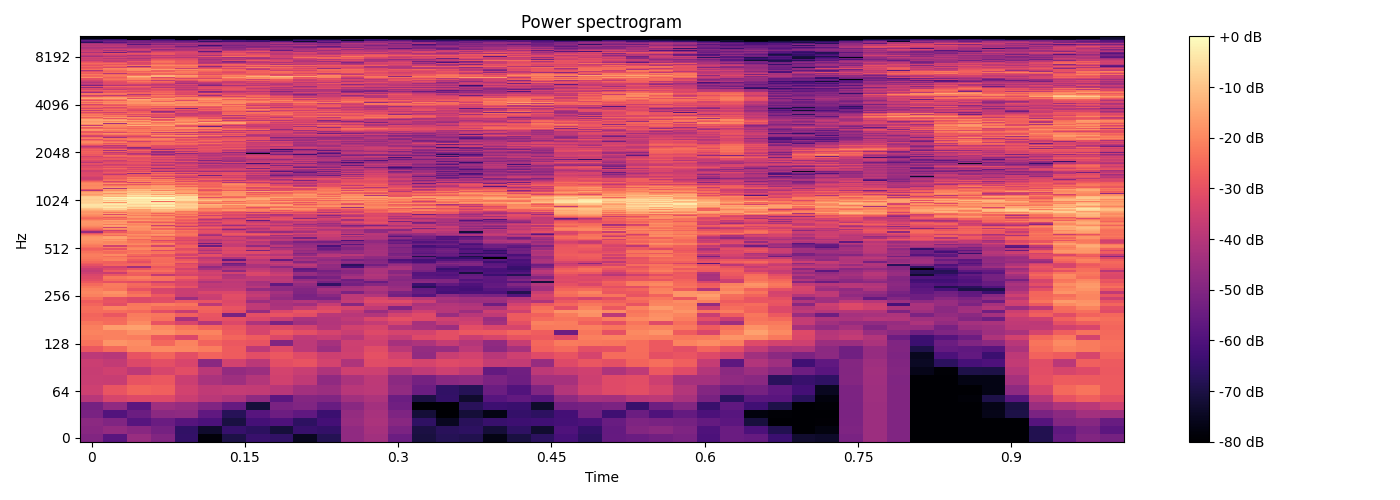 Power spectrogram
Hz
8192
4096
2048
1024
512
256
128
64
0
0 0.15 0.3 0.45 0.6 0.75 0.9
Time
+0 dB
-10 dB
-20 dB
-30 dB
-40 dB
-50 dB
-60 dB
-70 dB
-80 dB